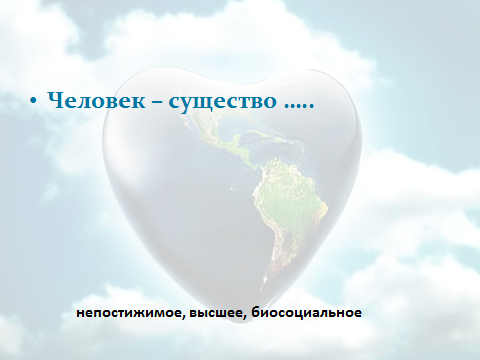 • Человек – существо .....
непостижимое, высшее, биосоциальное